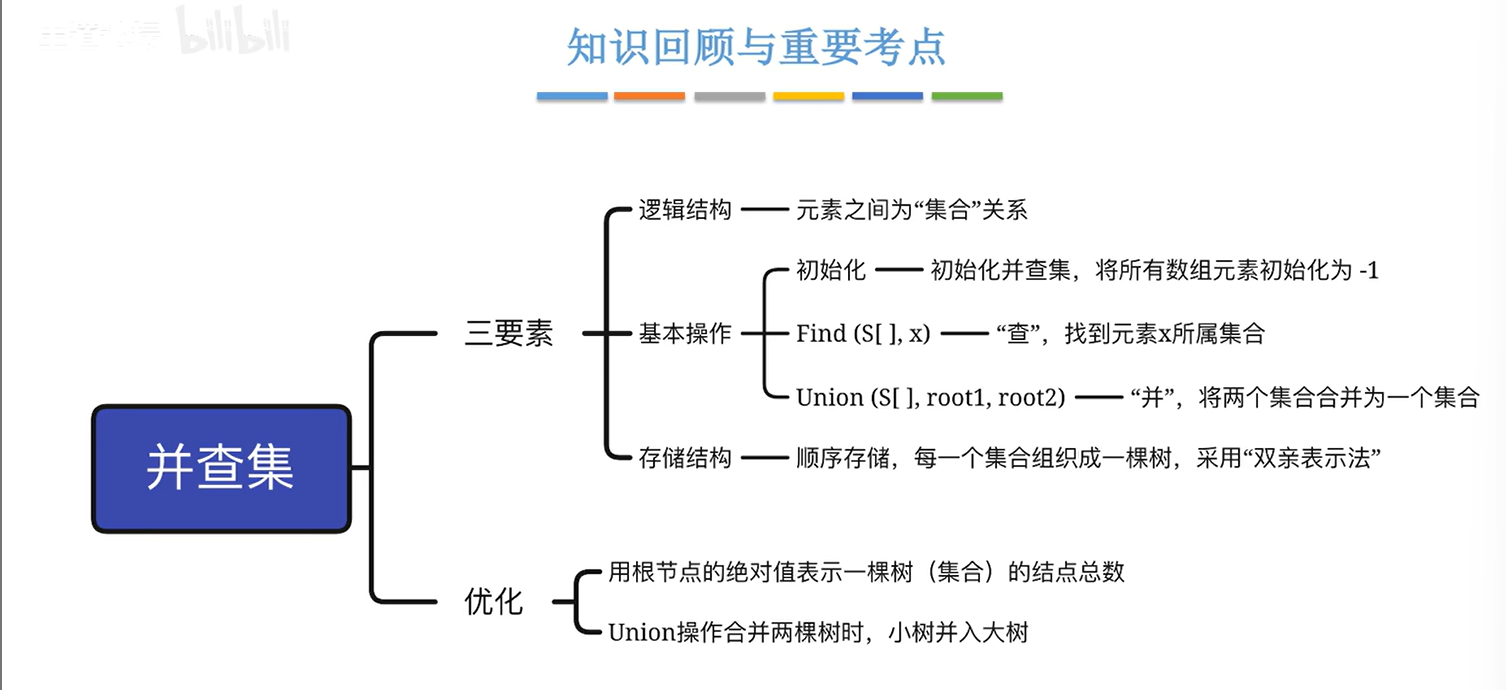 bilibili
知识回顾与重要考点
逻辑结构 元素之间为“集合”关系
初始化 初始化并查集，将所有数组元素初始化为 -1
三要素 基本操作 Find (S[ ], x) “查”，找到元素x所属集合
Union (S[ ], root1, root2) “并”，将两个集合合并为一个集合
存储结构 顺序存储，每一个集合组织成一棵树，采用“双亲表示法”
并查集
用根节点的绝对值表示一棵树（集合）的结点总数
优化
Union操作合并两棵树时，小树并入大树